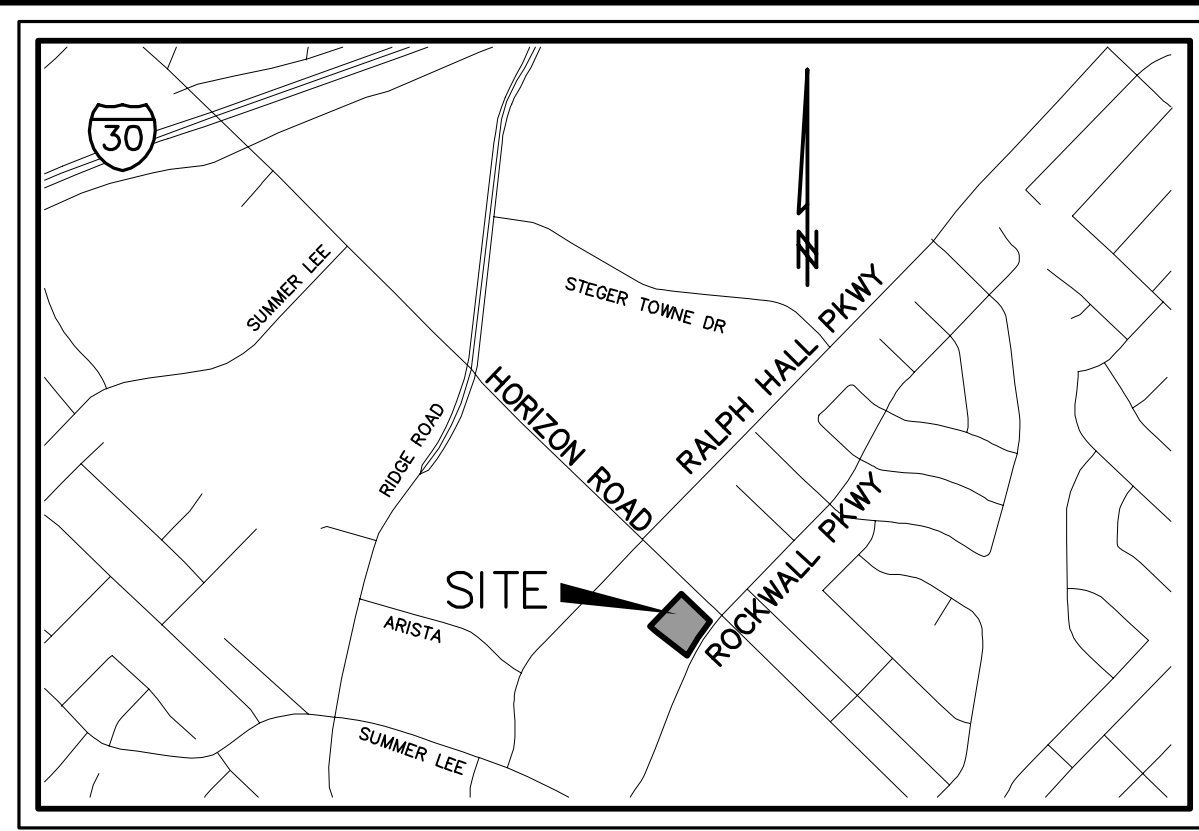 30
SUMMER LEE
STEGER TOWNE DR
RALPH HALL PKWY
HORIZON ROAD
RIDGE ROAD
ROCKWALL PKWY
SITE
ARISTA
SUMMER LEE
N